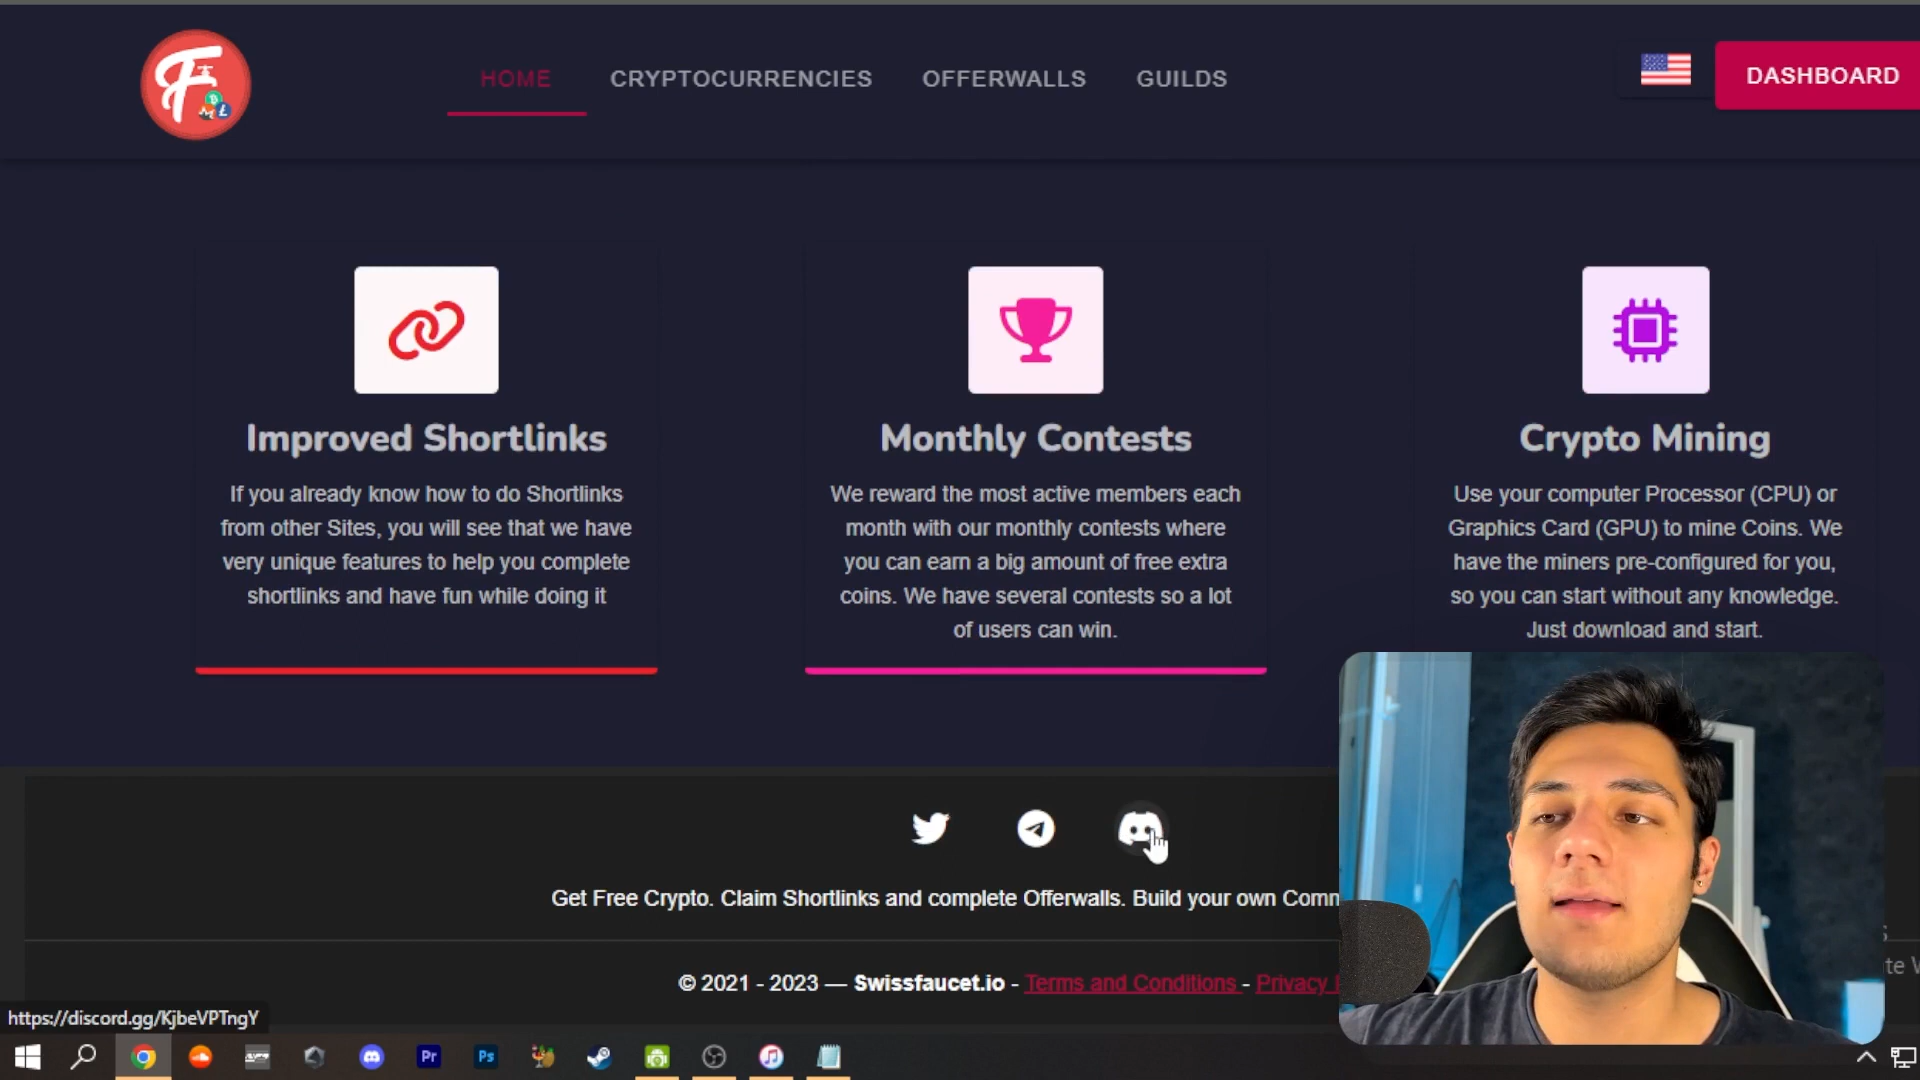 HOME
CRYPTOCURRENCIES
OFFERWALLS
GUILDS
DASHBOARD
Improved Shortlinks
If you already know how to do Shortlinks
from other Sites, you will see that we have
very unique features to help you complete
shortlinks and have fun while doing it
Monthly Contests
We reward the most active members each
month with our monthly contests where
you can earn a big amount of free extra
coins. We have several contests so a lot
of users can win.
Crypto Mining
Use your computer Processor (CPU) or
Graphics Card (GPU) to mine Coins. We
have the miners pre-configured for you,
so you can start without any knowledge.
Just download and start.
Get Free Crypto. Claim Shortlinks and complete Offerwalls. Build your own Comm
© 2021 - 2023 — Swissfaucet.io - Terms and Conditions - Privacy
https://discord.gg/KjbeVPTngY
Pr
Ps